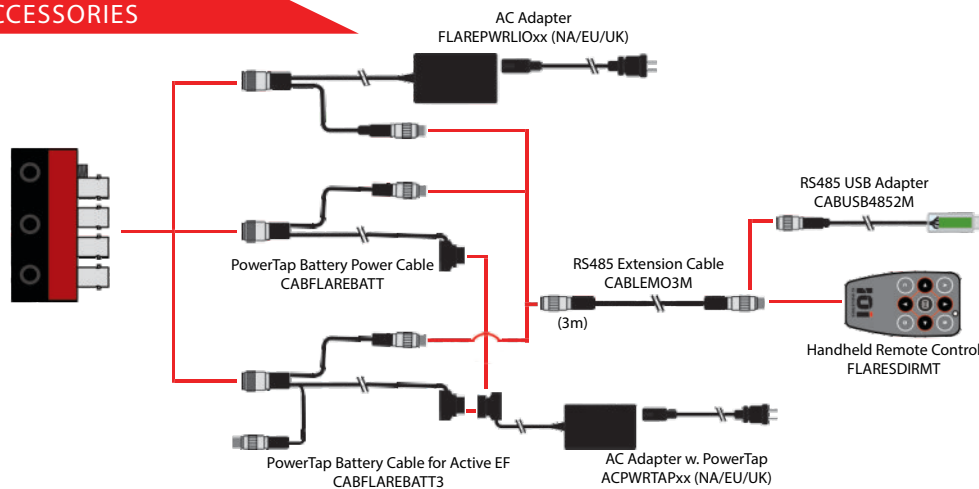 CCESSORIES
AC Adapter
FLAREPWRLIOxx (NA/EU/UK)
RS485 USB Adapter
CABUSB4852M
PowerTap Battery Power Cable
CABFLAREBATT
RS485 Extension Cable
CABLEMO3M
(3m)
Handheld Remote Control
FLARESDIRMT
PowerTap Battery Cable for Active EF
CABFLAREBATT3
AC Adapter w. PowerTap
ACPWRTAPxx (NA/EU/UK)